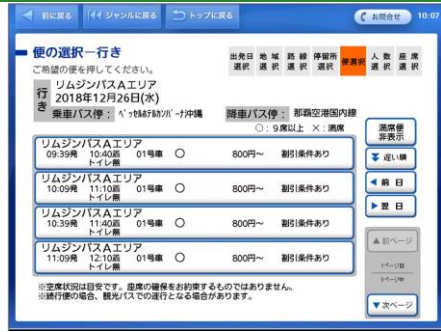 前に戻る ジャンルに戻る トップに戻る お問合せ 10:07
便の選択－行き
ご希望の便を押してください。
出発日選択 地域選択 路線選択 停留所選択 便選択 人数選択 座席選択
行き
リムジンバスAエリア
2018年12月26日(水)
乗車バス停： ベッセルホテルカンパーナ沖縄 降車バス停： 那覇空港国内線
○：9席以上 ×：満席
満席便非表示
リムジンバスAエリア
09:39発 10:40着 01号車 ○ 800円～ 割引条件あり
トイレ無
リムジンバスAエリア
10:09発 11:10着 01号車 ○ 800円～ 割引条件あり
トイレ無
リムジンバスAエリア
10:39発 11:40着 01号車 ○ 800円～ 割引条件あり
トイレ無
リムジンバスAエリア
11:09発 12:10着 01号車 ○ 800円～ 割引条件あり
トイレ無
遅い順
前 日
翌 日
前ページ
次ページ
※空席状況は目安です。座席の確保をお約束するものではありません。
※続行便の場合、観光バスでの運行となる場合があります。